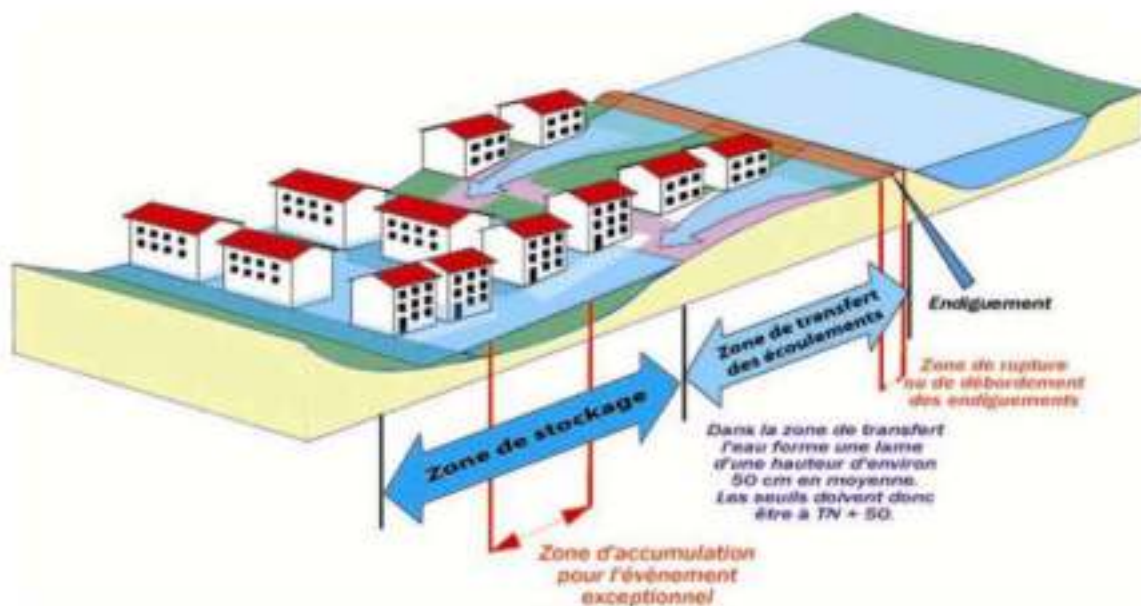 Endiguement
Zone de transfert
des écoulements
Zone de rupture
ou de débordement
des endiguements
Zone de stockage
Dans la zone de transfert
l'eau forme une lame
d'une hauteur d'environ
50 cm en moyenne.
Les seuils doivent donc
être à TN + 50.
Zone d'accumulation
pour l'évènement
exceptionnel